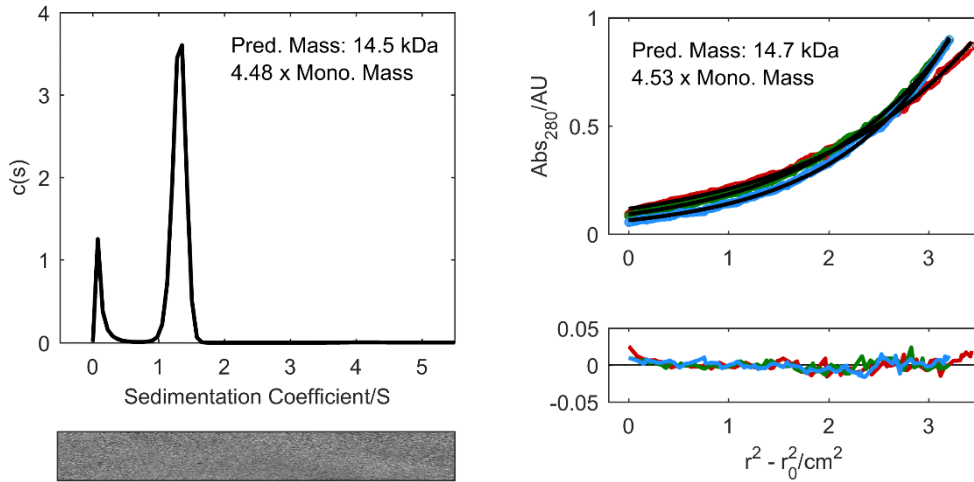 4
3
2
1
0
c(s)
Pred. Mass: 14.5 kDa
4.48 x Mono. Mass
0 1 2 3 4 5
Sedimentation Coefficient/S
1
0.5
0
Abs₂₈₀/AU
Pred. Mass: 14.7 kDa
4.53 x Mono. Mass
0 1 2 3
0.05
0
-0.05
0 1 2 3
r² - r₀²/cm²